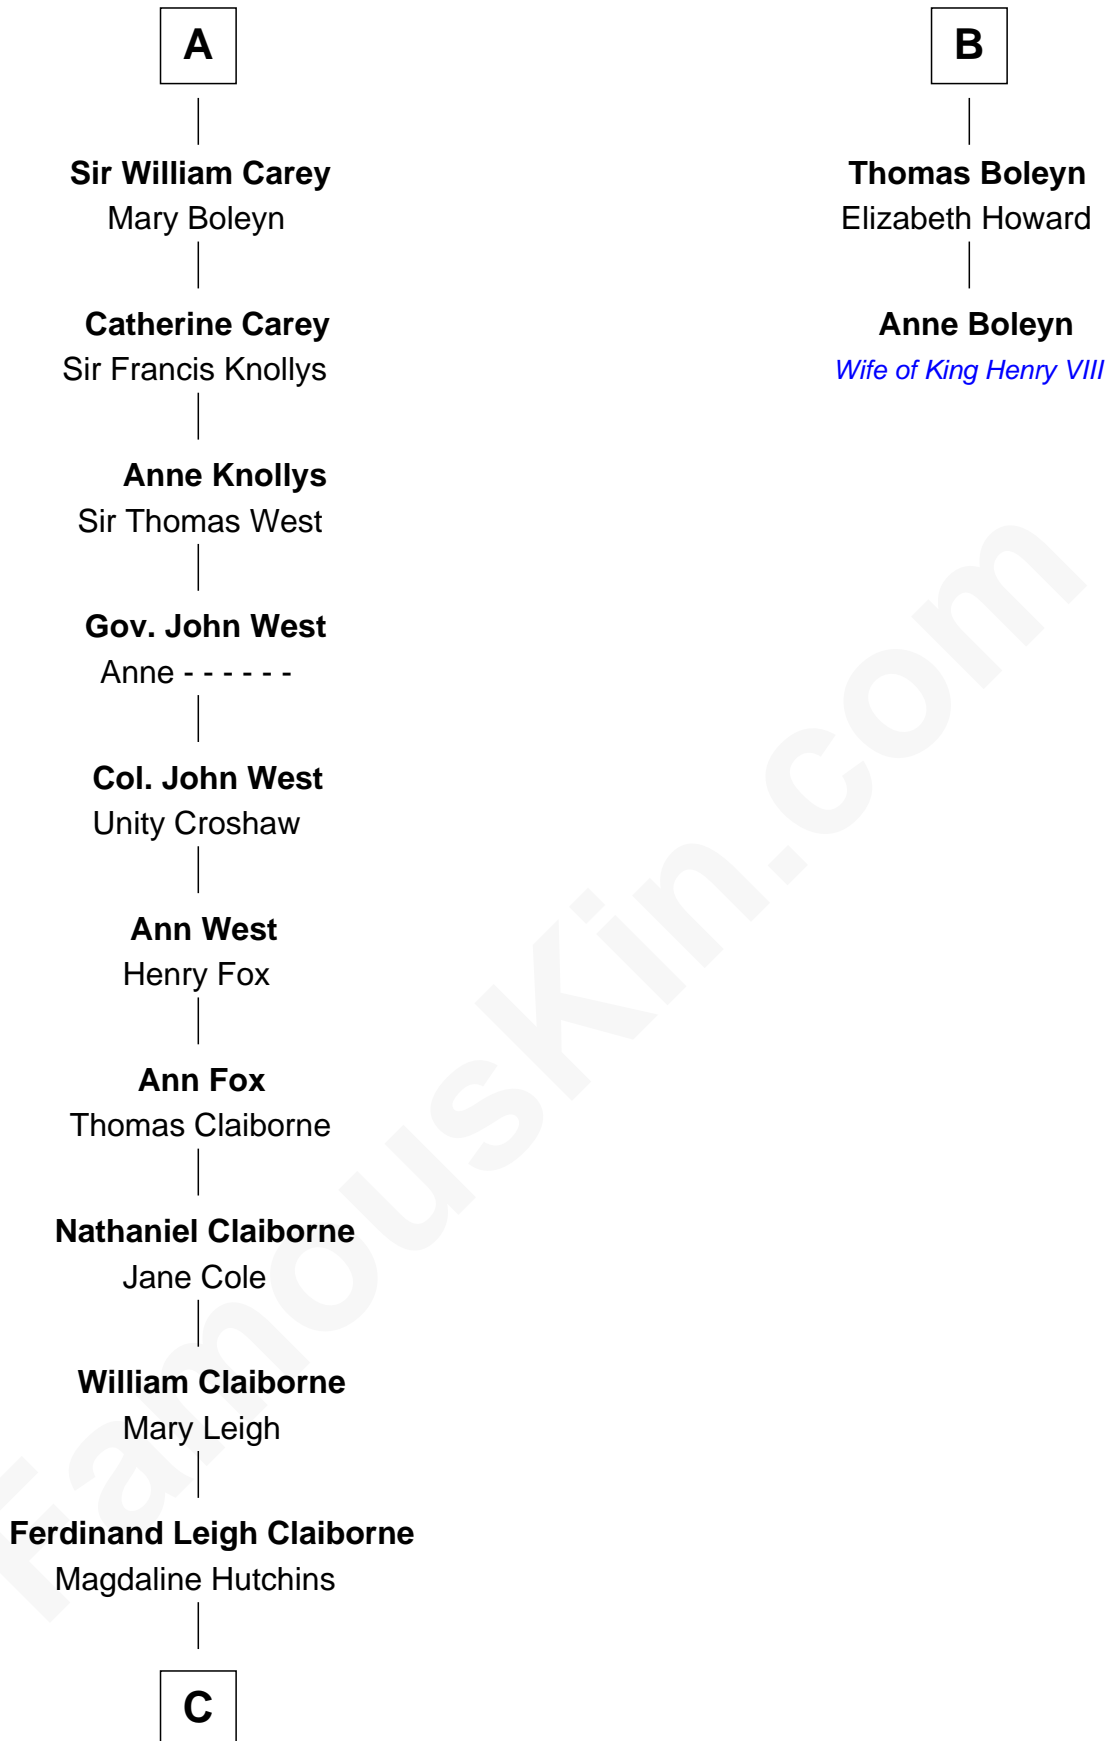 A
Sir William Carey
Mary Boleyn
Catherine Carey
Sir Francis Knollys
Anne Knollys
Sir Thomas West
Gov. John West
Anne - - - - - -
Col. John West
Unity Croshaw
Ann West
Henry Fox
Ann Fox
Thomas Claiborne
Nathaniel Claiborne
Jane Cole
William Claiborne
Mary Leigh
Ferdinand Leigh Claiborne
Magdaline Hutchins
C
B
Thomas Boleyn
Elizabeth Howard
Anne Boleyn
Wife of King Henry VIII
FamousKin.com